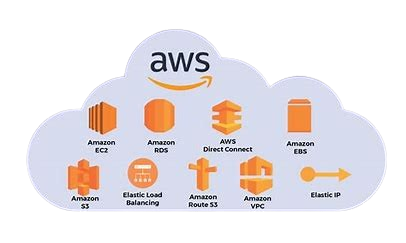 aws
Amazon
EC2
Amazon
RDS
AWS
Direct Connect
Amazon
EBS
Amazon
S3
Elastic Load
Balancing
Amazon
Route 53
Amazon
VPC
Elastic IP